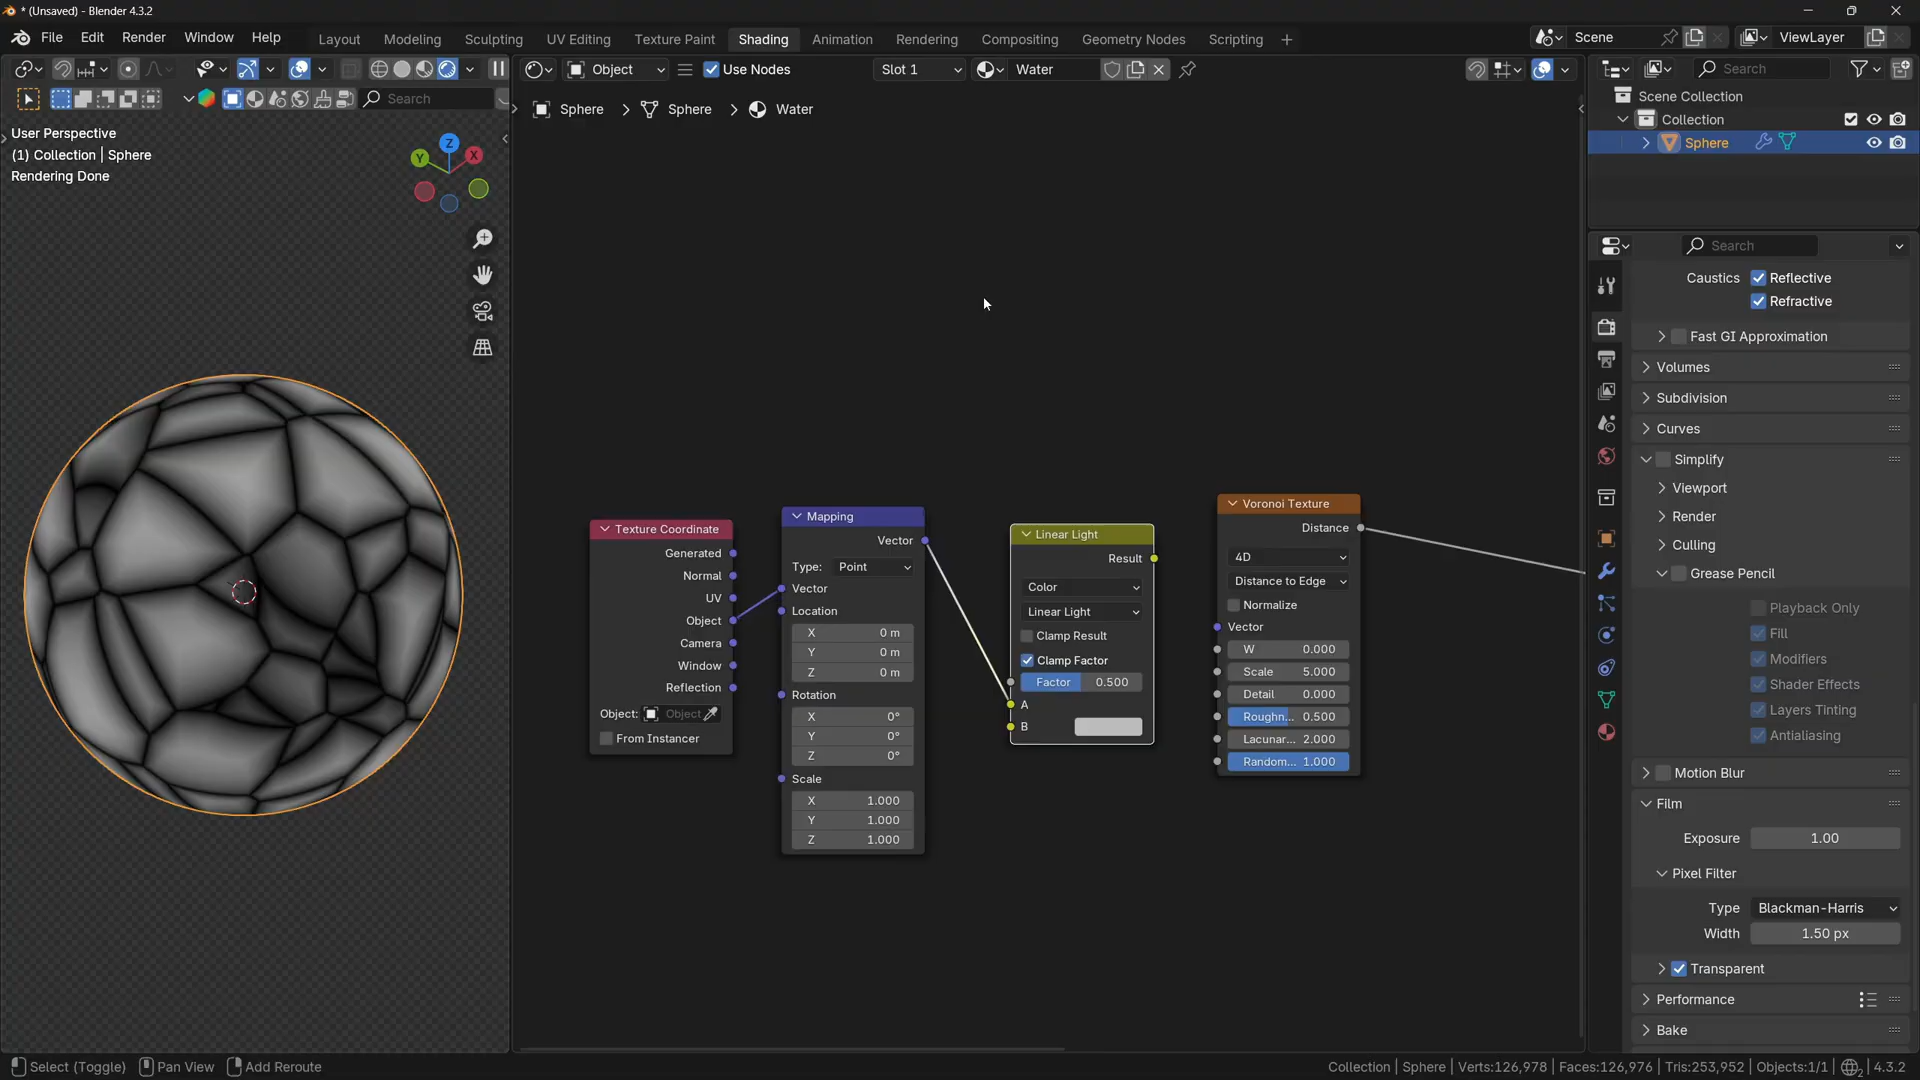 * (Unsaved) - Blender 4.3.2
File Edit Render Window Help
Layout Modeling Sculpting UV Editing Texture Paint Shading Animation Rendering Compositing Geometry Nodes Scripting +
Scene
ViewLayer
Object
Use Nodes
Slot 1
Water
Search
Search
Sphere > Sphere > Water
User Perspective
(1) Collection | Sphere
Rendering Done
Z
Y
X
Scene Collection
Collection
Sphere
Texture Coordinate
Generated
Normal
UV
Object
Camera
Window
Reflection
Object: Object
From Instancer
Mapping
Vector
Type: Point
Vector
Location
X 0 m
Y 0 m
Z 0 m
Rotation
X 0°
Y 0°
Z 0°
Scale
X 1.000
Y 1.000
Z 1.000
Linear Light
Result
Color
Linear Light
Clamp Result
Clamp Factor
Factor 0.500
A
B
Voronoi Texture
Distance
4D
Distance to Edge
Normalize
Vector
W 0.000
Scale 5.000
Detail 0.000
Roughn... 0.500
Lacunar... 2.000
Random... 1.000
Search
Caustics Reflective
Refractive
Fast GI Approximation
Volumes
Subdivision
Curves
Simplify
Viewport
Render
Culling
Grease Pencil
Playback Only
Fill
Modifiers
Shader Effects
Layers Tinting
Antialiasing
Motion Blur
Film
Exposure 1.00
Pixel Filter
Type Blackman-Harris
Width 1.50 px
Transparent
Performance
Bake
Select (Toggle) Pan View Add Reroute
Collection | Sphere | Verts:126,978 | Faces:126,976 | Tris:253,952 | Objects:1/1 | 4.3.2